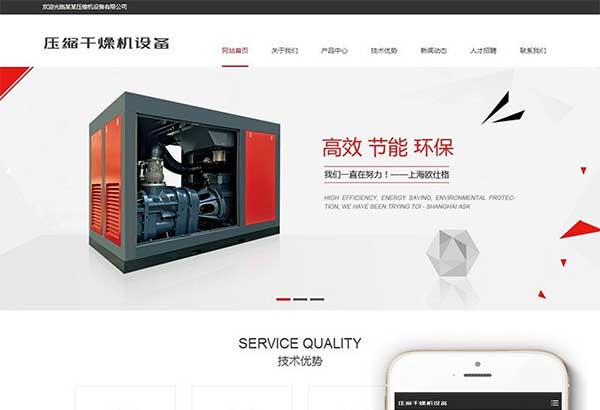 欢迎光临某某压缩机设备有限公司
压缩干燥机设备
网站首页 关于我们 产品中心 技术优势 新闻动态 人才招聘 联系我们
高效 节能 环保
我们一直在努力！——上海欧仕格
HIGH EFFICIENCY, ENERGY SAVING, ENVIRONMENTAL PROTEC-
TION, WE HAVE BEEN TRYING TO! - SHANGHAI ASK
SERVICE QUALITY
技术优势
压缩干燥机设备